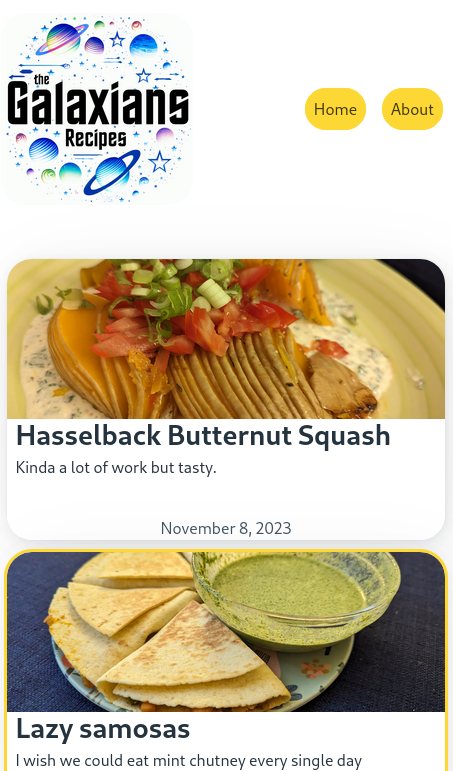 the
Galaxians
Recipes
Home
About
Hasselback Butternut Squash
Kinda a lot of work but tasty.
November 8, 2023
Lazy samosas
I wish we could eat mint chutney every single day